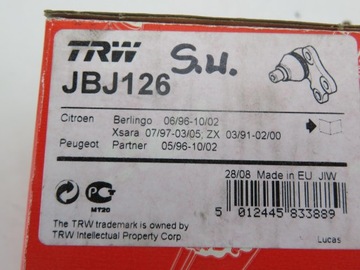 TRW
S.H.
JBJ126
Citroen Berlingo 06/96-10/02
Xsara 07/97-03/05; ZX 03/91-02/00
Peugeot Partner 05/96-10/02
28/08 Made in EU JIW
MT20
5 012445 833889
The TRW trademark is owned by
TRW Intellectual Property Corp.
Lucas